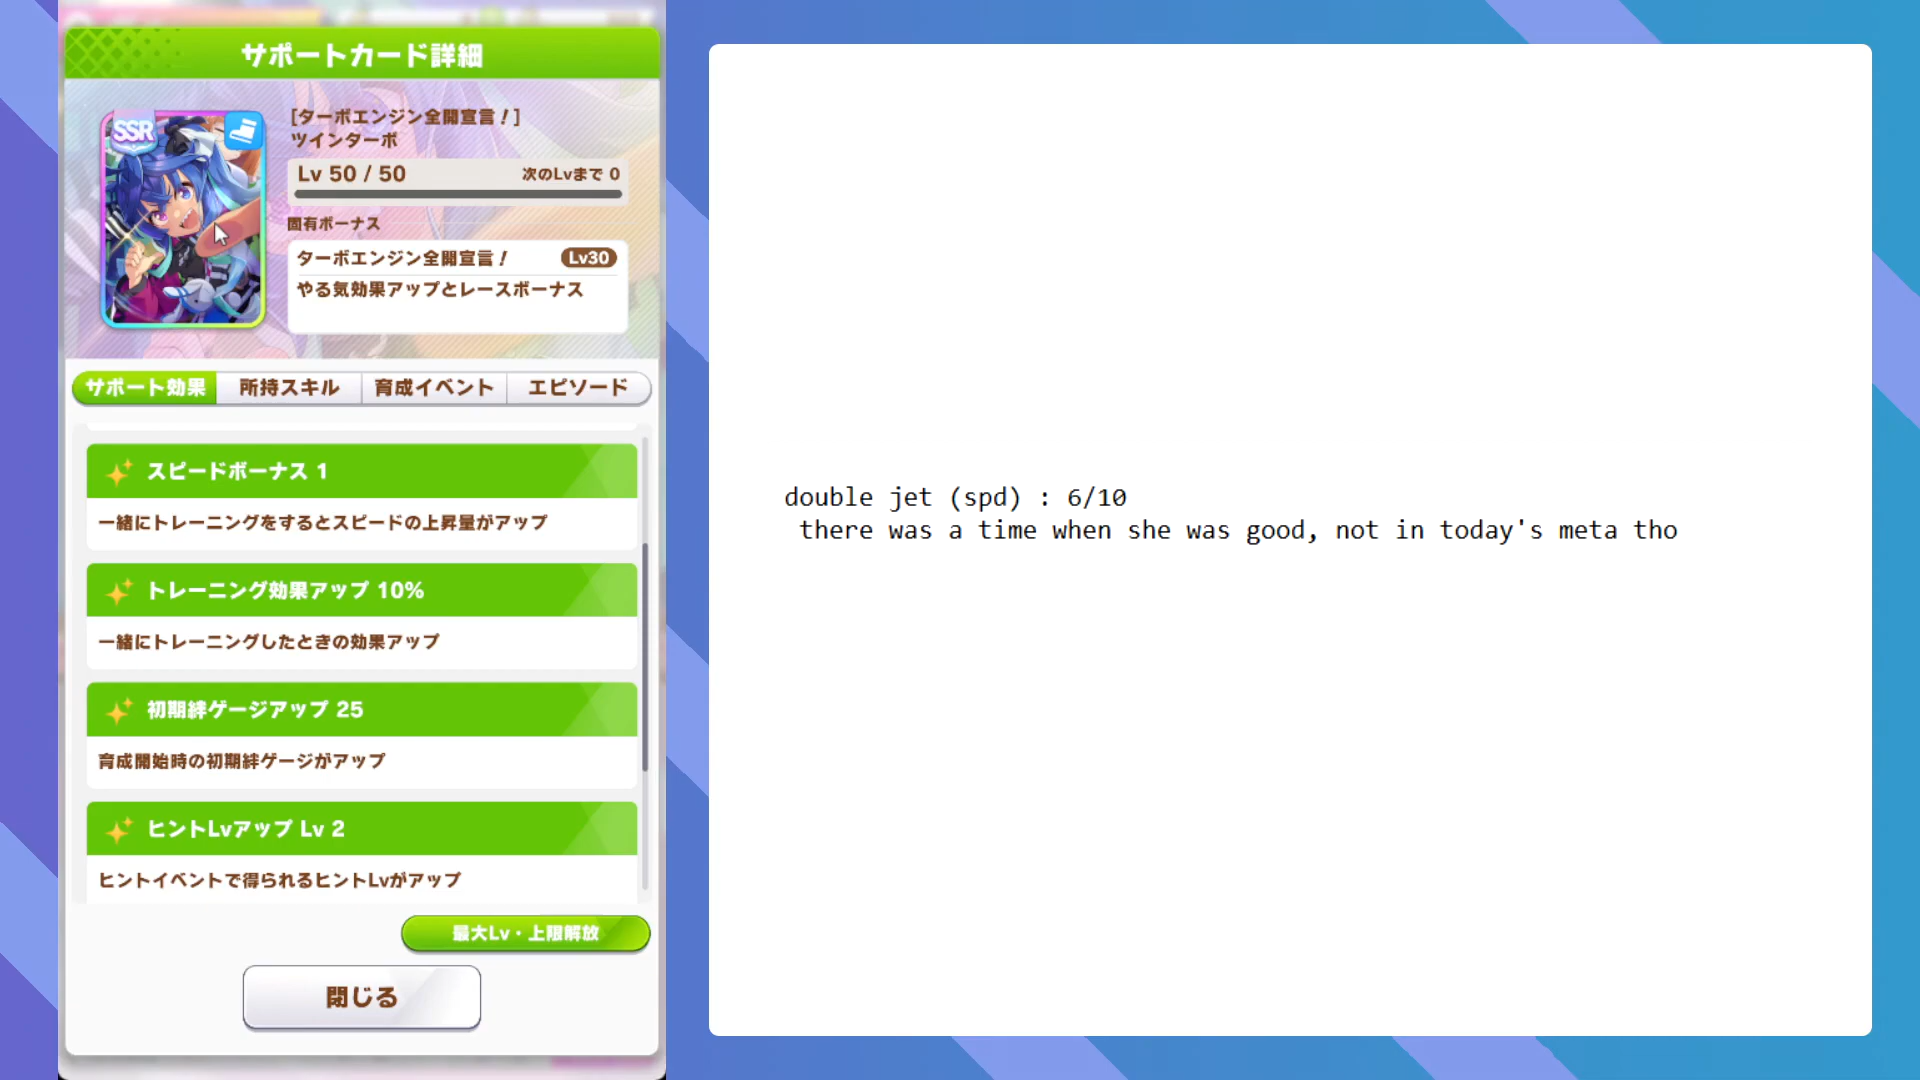 サポートカード詳細
SSR
[ターボエンジン全開宣言！]
ツインターボ
Lv 50 / 50
次のLvまで 0
固有ボーナス
ターボエンジン全開宣言！
Lv30
やる気効果アップとレースボーナス
サポート効果
所持スキル
育成イベント
エピソード
スピードボーナス 1
一緒にトレーニングをするとスピードの上昇量がアップ
トレーニング効果アップ 10%
一緒にトレーニングしたときの効果アップ
初期絆ゲージアップ 25
育成開始時の初期絆ゲージがアップ
ヒントLvアップ Lv 2
ヒントイベントで得られるヒントLvがアップ
最大Lv・上限解放
閉じる
double jet (spd) : 6/10
there was a time when she was good, not in today's meta tho